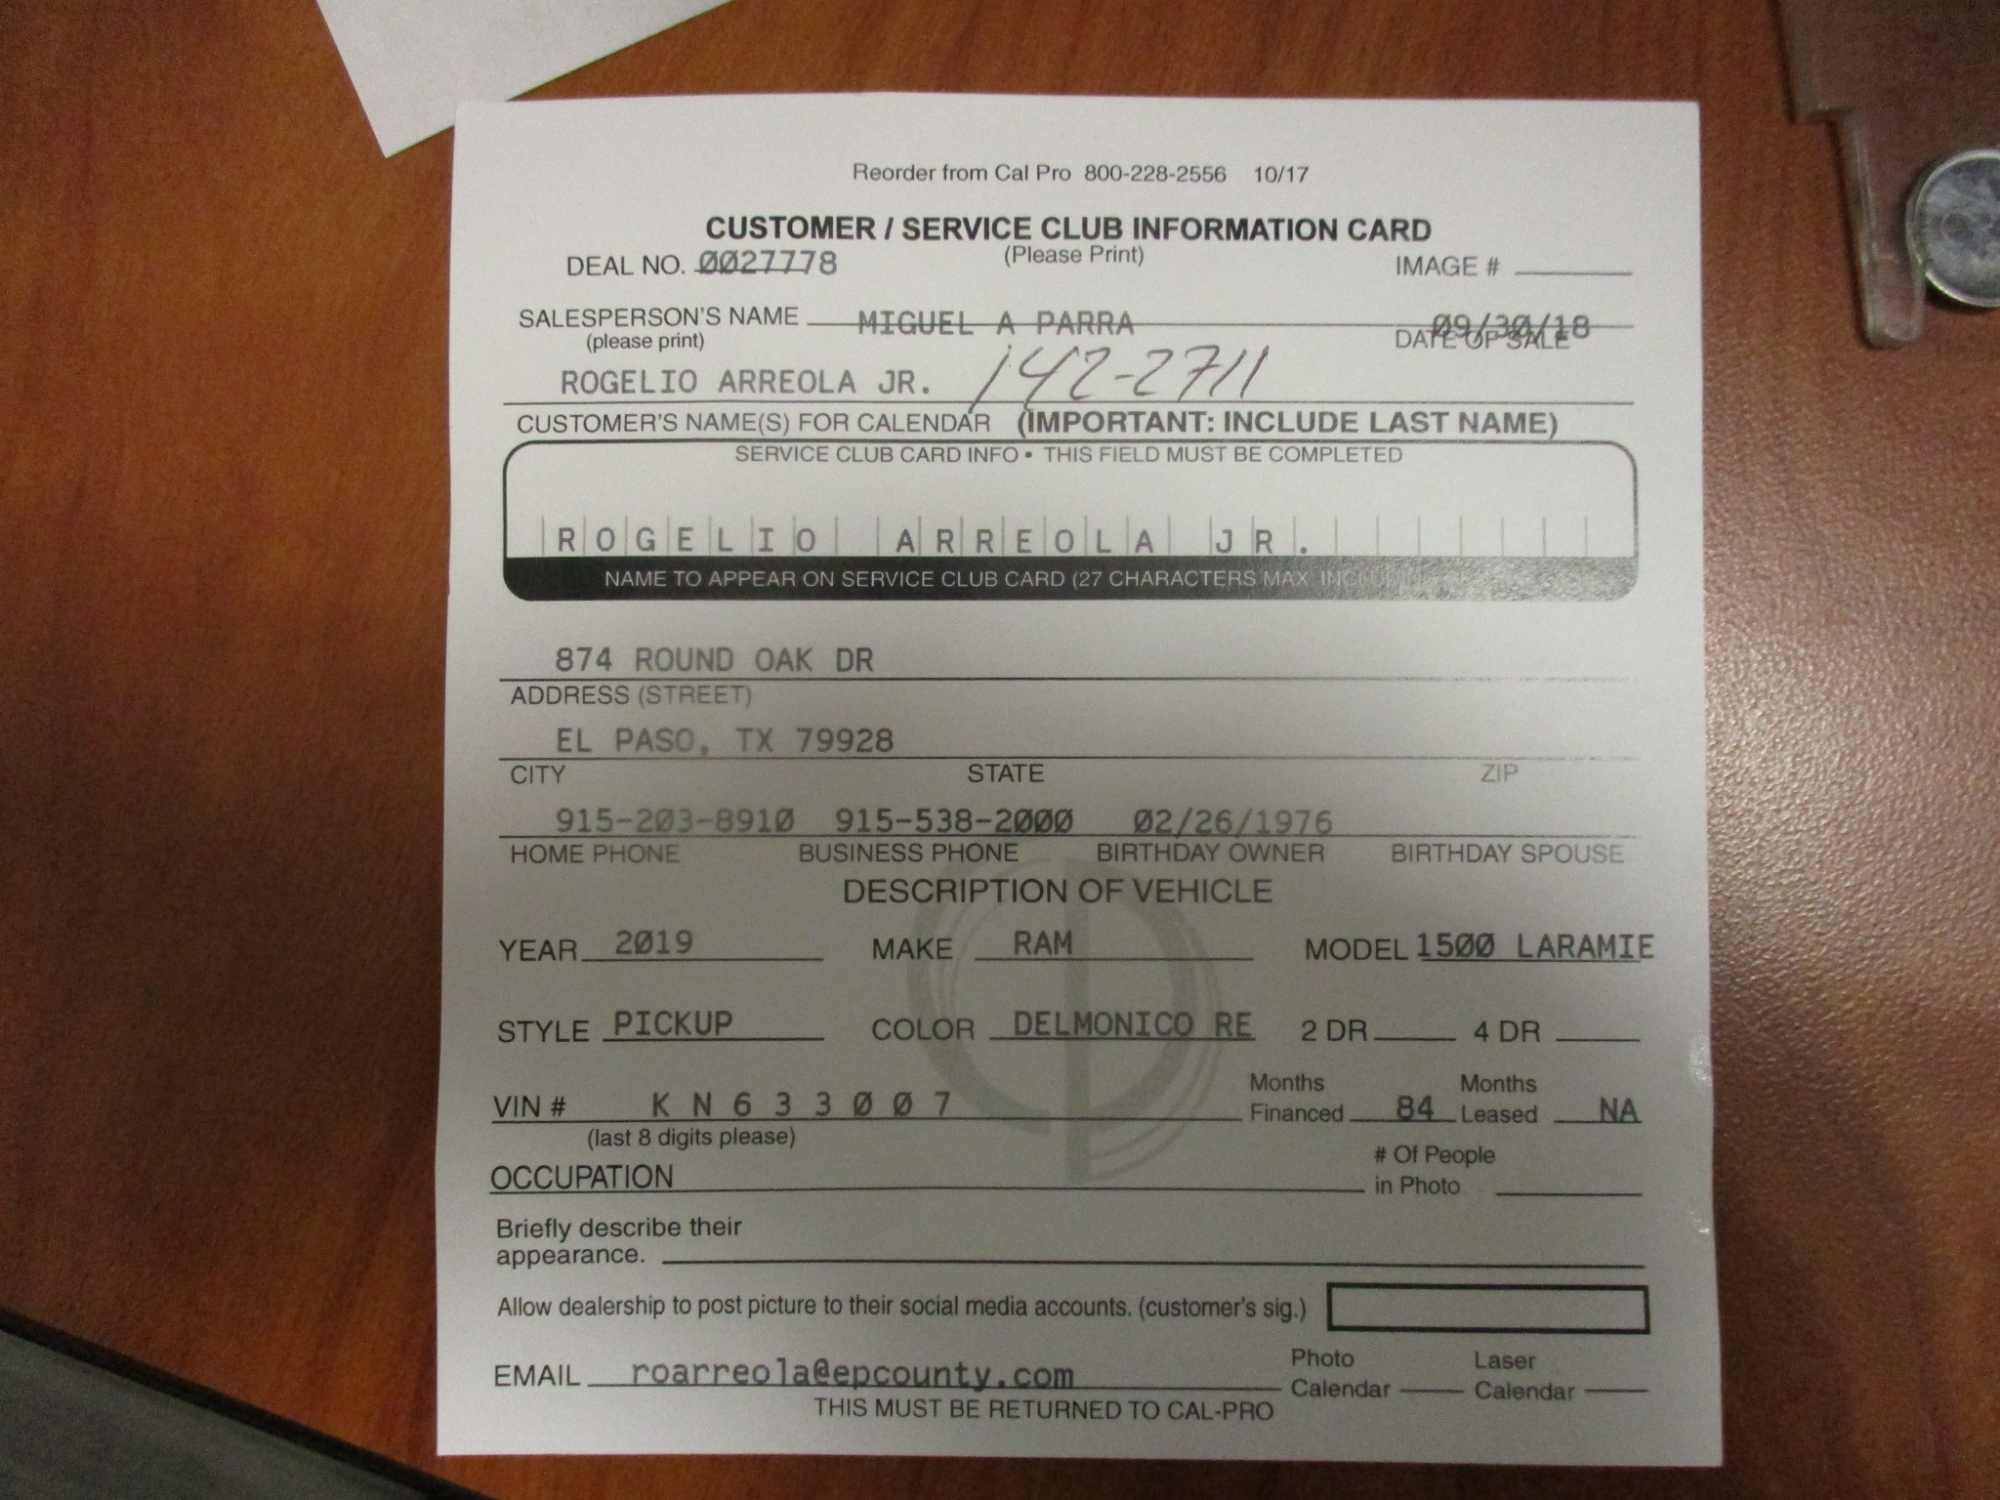 Reorder from Cal Pro 800-228-2556 10/17
CUSTOMER / SERVICE CLUB INFORMATION CARD
(Please Print)
DEAL NO. 0027778 IMAGE #
SALESPERSON'S NAME MIGUEL A PARRA 09/30/18
(please print) DATE OF SALE
ROGELIO ARREOLA JR. 142-2711
CUSTOMER'S NAME(S) FOR CALENDAR (IMPORTANT: INCLUDE LAST NAME)
SERVICE CLUB CARD INFO • THIS FIELD MUST BE COMPLETED
ROGELIO ARREOLA JR.
NAME TO APPEAR ON SERVICE CLUB CARD (27 CHARACTERS MAX. INCLUDING
874 ROUND OAK DR
ADDRESS (STREET)
EL PASO, TX 79928
CITY STATE ZIP
915-203-8910 915-538-2000 02/26/1976
HOME PHONE BUSINESS PHONE BIRTHDAY OWNER BIRTHDAY SPOUSE
DESCRIPTION OF VEHICLE
YEAR 2019 MAKE RAM MODEL 1500 LARAMIE
STYLE PICKUP COLOR DELMONICO RE 2 DR 4 DR
VIN # K N 6 3 3 0 0 7 Months Financed 84 Months Leased NA
(last 8 digits please)
OCCUPATION # Of People in Photo
Briefly describe their
appearance.
Allow dealership to post picture to their social media accounts. (customer's sig.)
EMAIL roarreola@epcounty.com Photo Calendar Laser Calendar
THIS MUST BE RETURNED TO CAL-PRO